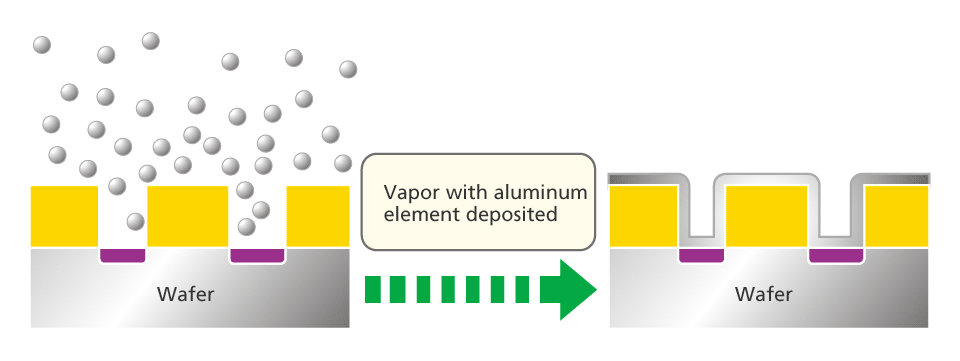 Vapor with aluminum
element deposited
Wafer
Wafer